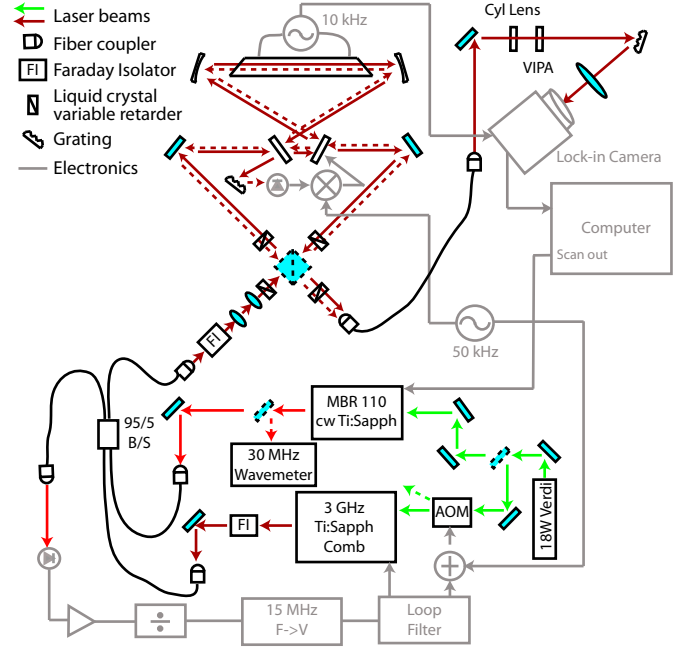 Laser beams
Fiber coupler
FI
Faraday Isolator
Liquid crystal
variable retarder
Grating
Electronics
10 kHz
Cyl Lens
VIPA
Lock-in Camera
Computer
Scan out
50 kHz
FI
95/5
B/S
MBR 110
cw Ti:Sapph
30 MHz
Wavemeter
3 GHz
Ti:Sapph
Comb
FI
AOM
18W Verdi
15 MHz
F->V
Loop
Filter